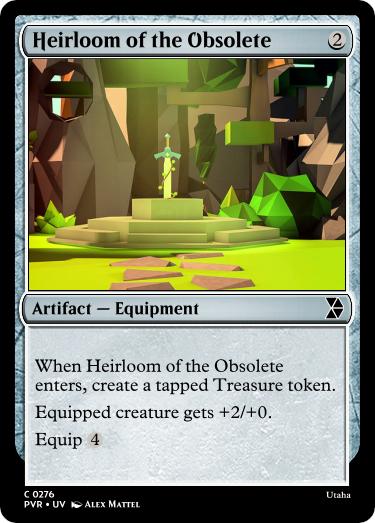 Heirloom of the Obsolete 2
Artifact — Equipment
When Heirloom of the Obsolete
enters, create a tapped Treasure token.
Equipped creature gets +2/+0.
Equip 4
C 0276
PVR • UV Alex Mattel
Utaha